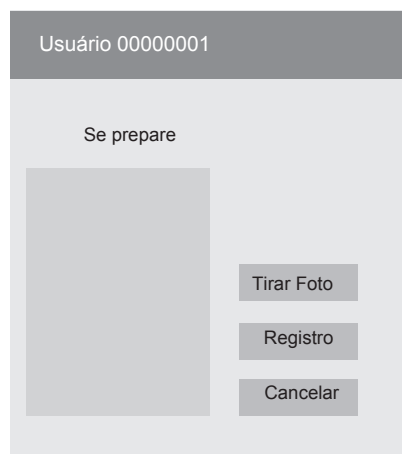 Usuário 00000001
Se prepare
Tirar Foto
Registro
Cancelar